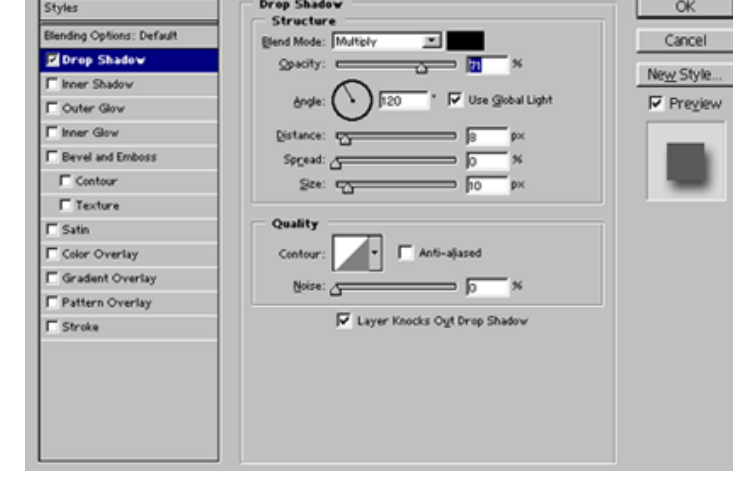 Styles
Blending Options: Default
Drop Shadow
Inner Shadow
Outer Glow
Inner Glow
Bevel and Emboss
Contour
Texture
Satin
Color Overlay
Gradient Overlay
Pattern Overlay
Stroke
Drop Shadow
Structure
Blend Mode: Multiply
Opacity: 71 %
Angle: 120 ° Use Global Light
Distance: 8 px
Spread: 0 %
Size: 10 px
Quality
Contour: Anti-aliased
Noise: 0 %
Layer Knocks Out Drop Shadow
OK
Cancel
New Style...
Preview